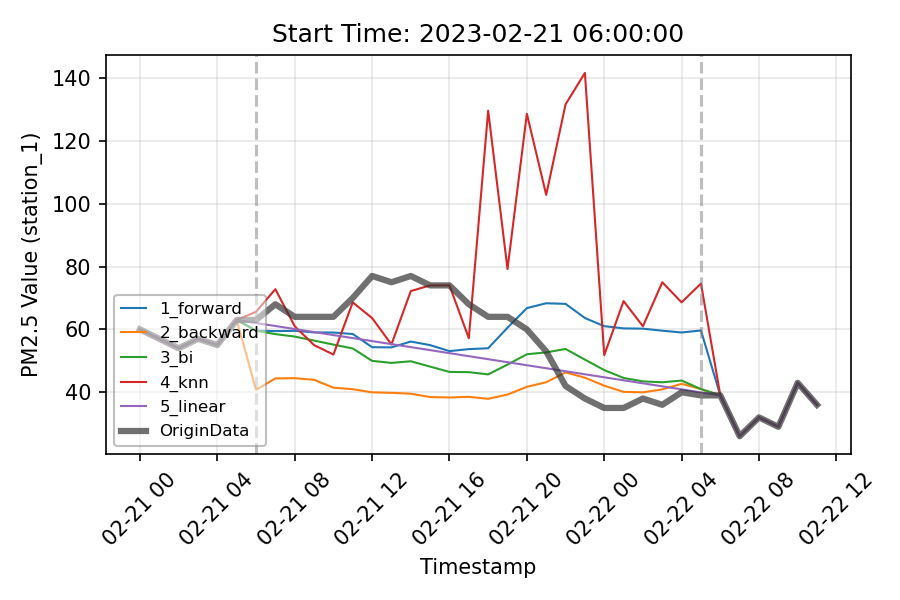 Start Time: 2023-02-21 06:00:00
PM2.5 Value (station_1)
140
120
100
80
60
40
1_forward
2_backward
3_bi
4_knn
5_linear
OriginData
02-21 00
02-21 04
02-21 08
02-21 12
02-21 16
02-21 20
02-22 00
02-22 04
02-22 08
02-22 12
Timestamp